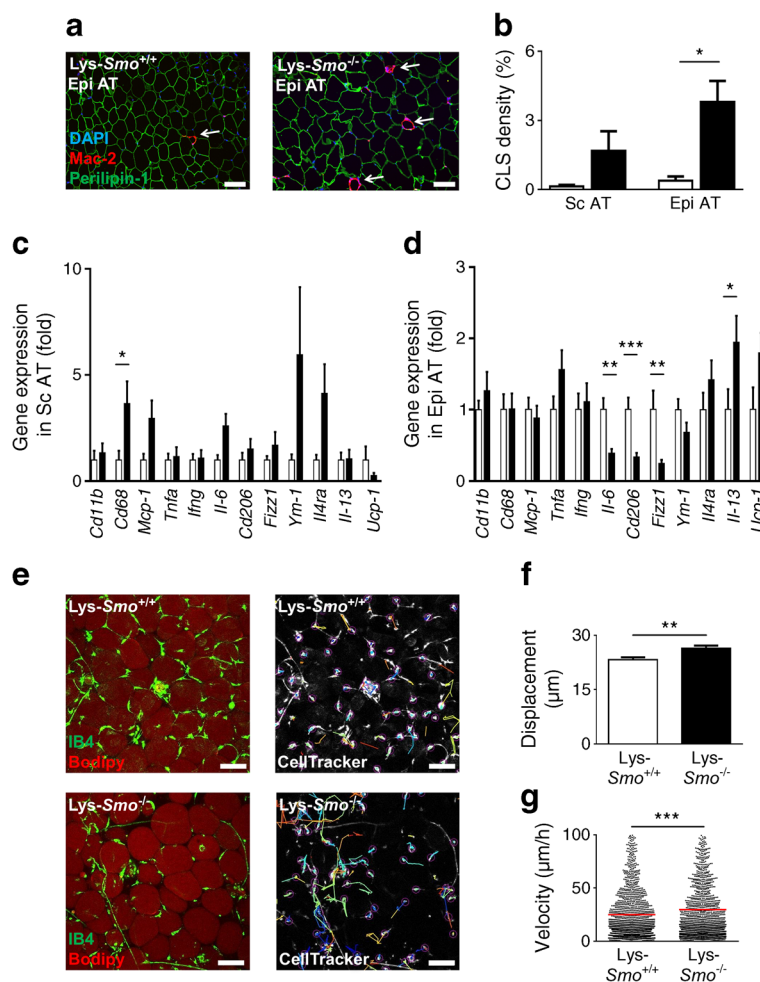 a
Lys-Smo+/+
Epi AT
DAPI
Mac-2
Perilipin-1
Lys-Smo-/-
Epi AT
b
CLS density (%)
6
3
0
*
Sc AT
Epi AT
c
Gene expression
in Sc AT (fold)
10
5
0
*
Cd11b
Cd68
Mcp-1
Tnfa
Ifng
Il-6
Cd206
Fizz1
Ym-1
Il4ra
Il-13
Ucp-1
d
Gene expression
in Epi AT (fold)
3
2
1
0
**
***
**
*
Cd11b
Cd68
Mcp-1
Tnfa
Ifng
Il-6
Cd206
Fizz1
Ym-1
Il4ra
Il-13
Ucp-1
e
Lys-Smo+/+
IB4
Bodipy
Lys-Smo+/+
CellTracker
Lys-Smo-/-
IB4
Bodipy
Lys-Smo-/-
CellTracker
f
Displacement
(µm)
30
15
0
**
Lys-
Smo+/+
Lys-
Smo-/-
g
Velocity (µm/h)
100
50
0
***
Lys-
Smo+/+
Lys-
Smo-/-